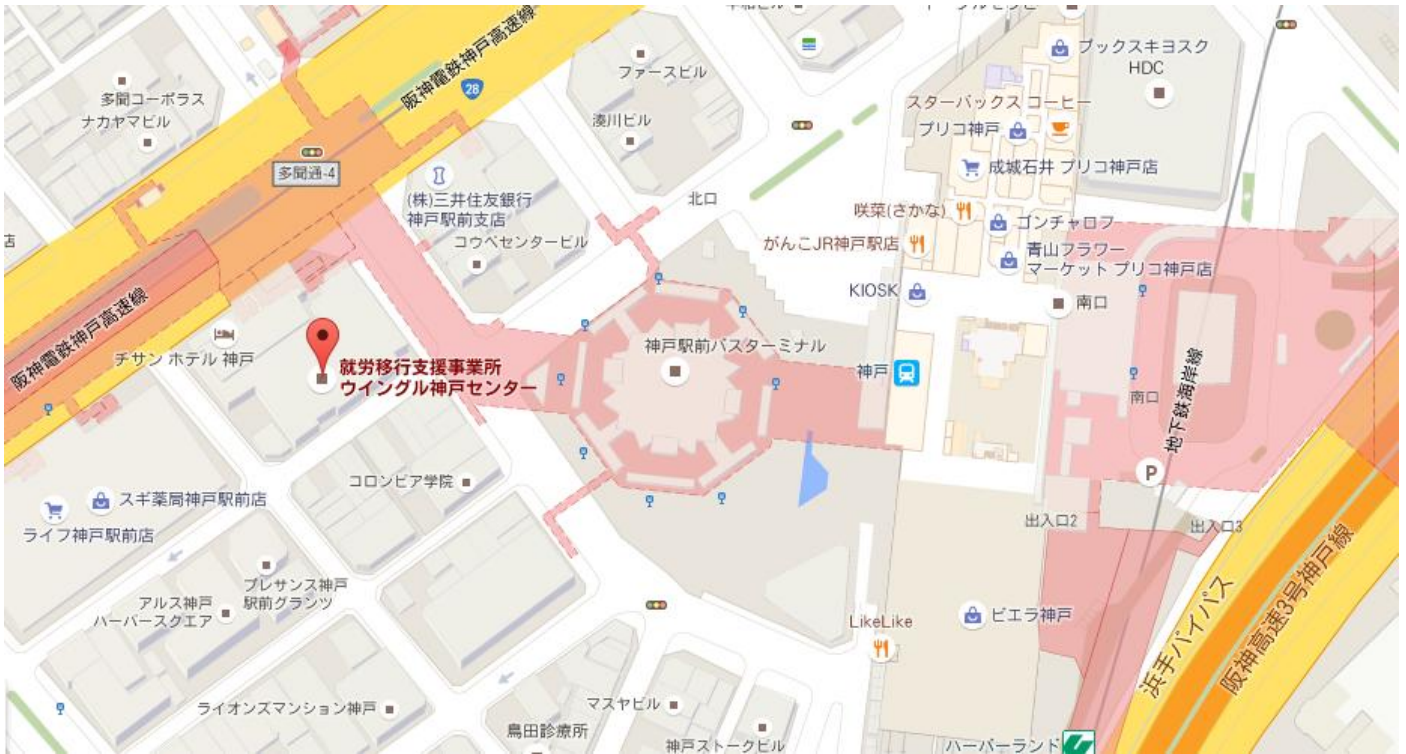 阪神電鉄神戸高速線
28
ファースビル
ブックスキヨスク
HDC
多聞コーポラス
ナカヤマビル
湊川ビル
スターバックス コーヒー
プリコ神戸
多聞通-4
成城石井 プリコ神戸店
(株)三井住友銀行
神戸駅前支店
北口
咲菜(さかな)
ゴンチャロフ
店
コウベセンタービル
がんこJR神戸駅店
青山フラワー
マーケット プリコ神戸店
KIOSK
南口
阪神電鉄神戸高速線
チサン ホテル 神戸
神戸駅前バスターミナル
就労移行支援事業所
ウイングル神戸センター
神戸
南口
地下鉄海岸線
P
コロンビア学院
スギ薬局神戸駅前店
ライフ神戸駅前店
出入口2
出入口3
プレサンス神戸
駅前グランツ
アルス神戸
ハーバースクエア
LikeLike
ビエラ神戸
浜手バイパス
阪神高速3号神戸線
ライオンズマンション神戸
マスヤビル
鳥田診療所
神戸ストークビル
ハーバーランド